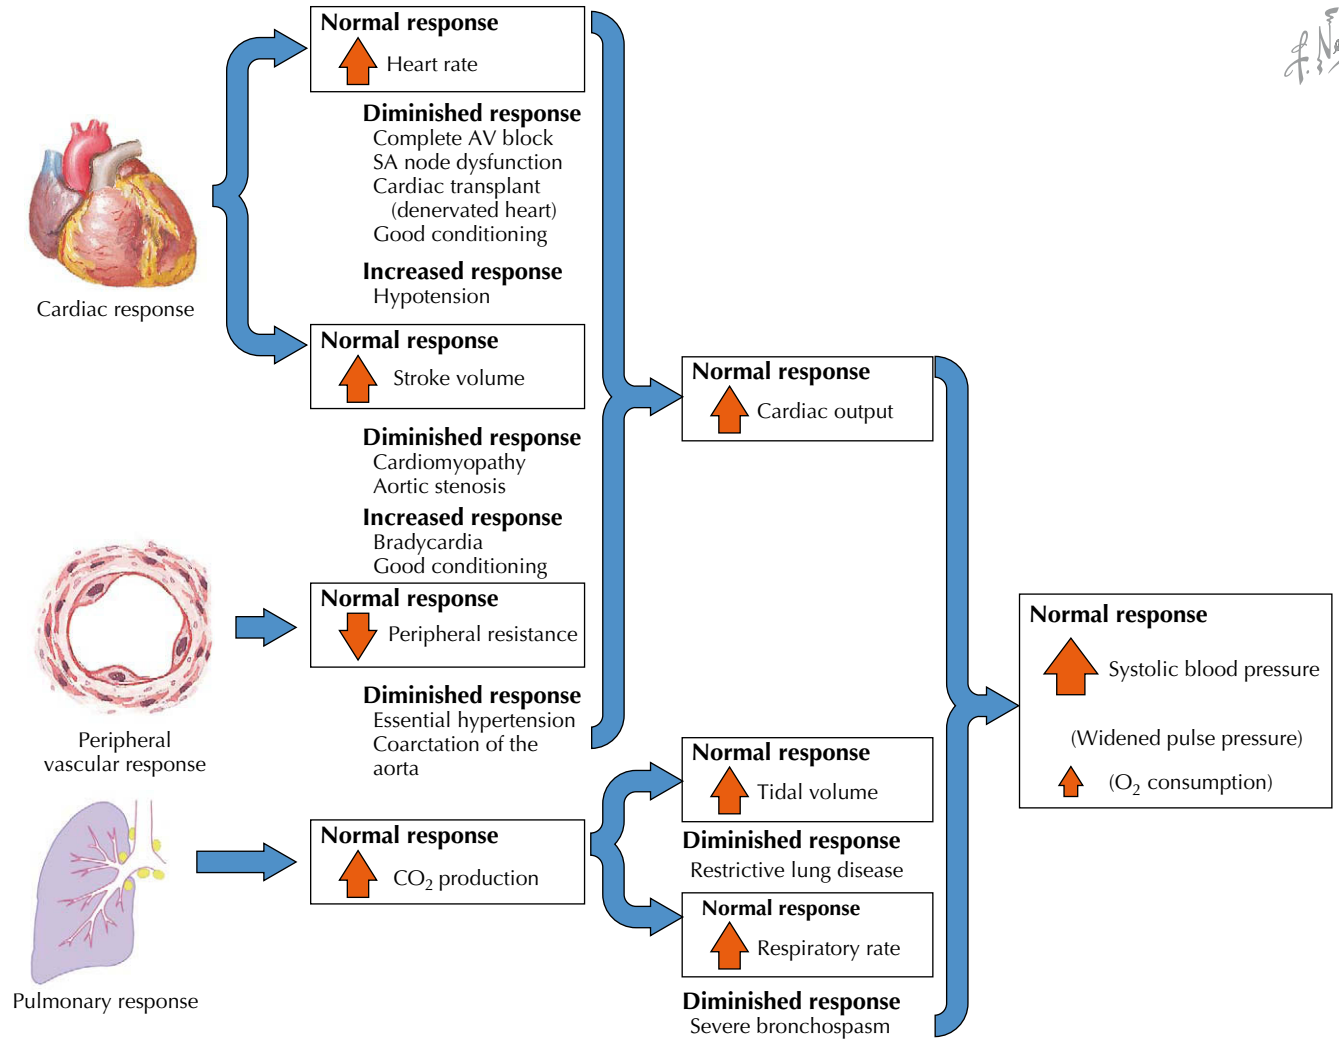 Normal response
Heart rate
Diminished response
Complete AV block
SA node dysfunction
Cardiac transplant
(denervated heart)
Good conditioning
Increased response
Hypotension
Cardiac response
Normal response
Stroke volume
Diminished response
Cardiomyopathy
Aortic stenosis
Increased response
Bradycardia
Good conditioning
Normal response
Cardiac output
Normal response
Peripheral resistance
Diminished response
Essential hypertension
Coarctation of the
aorta
Peripheral
vascular response
Normal response
CO₂ production
Pulmonary response
Normal response
Tidal volume
Diminished response
Restrictive lung disease
Normal response
Respiratory rate
Diminished response
Severe bronchospasm
Normal response
Systolic blood pressure
(Widened pulse pressure)
(O₂ consumption)